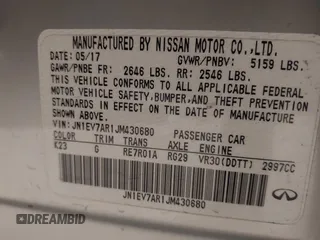 MANUFACTURED BY NISSAN MOTOR CO.,LTD.
DATE: 05/17 GVWR/PNBV: 5159 LBS.
GAWR/PNBE FR: 2646 LBS. RR: 2546 LBS.
THIS VEHICLE CONFORMS TO ALL APPLICABLE FEDERAL MOTOR
VEHICLE SAFETY,BUMPER,AND THEFT PREVENTION
STANDARDS IN EFFECT ON THE DATE OF MANUFACTURE
SHOWN ABOVE.
VIN: JN1EV7AR1JM430680 PASSENGER CAR
COLOR TRIM TRANS AXLE ENGINE
K23 G RE7R01A RG29 VR30(DDTT) 2997CC
JN1EV7AR1JM430680
REDREAMBID